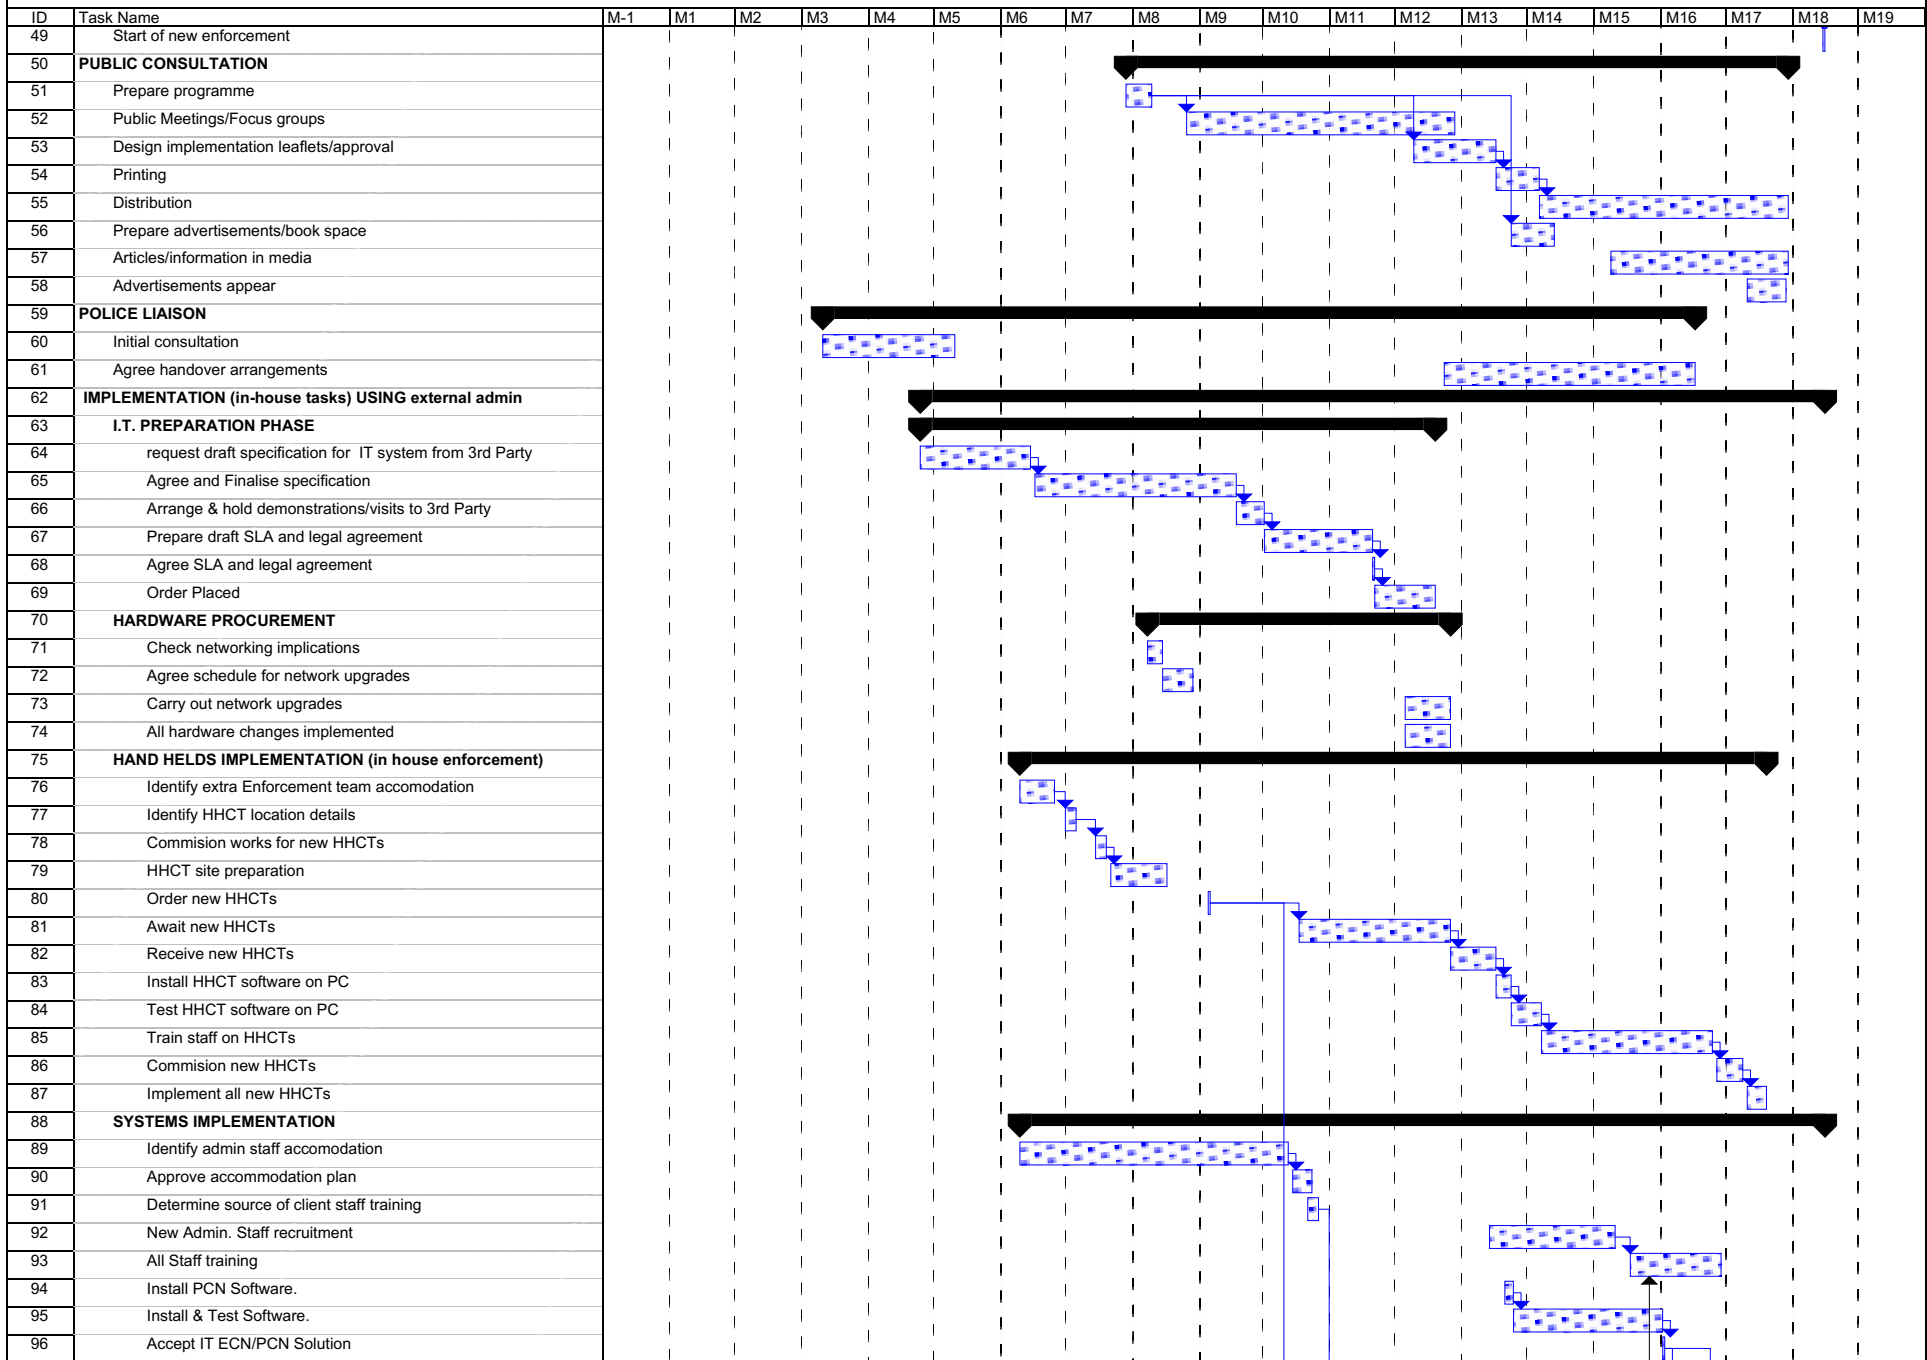 ID Task Name M-1 M1 M2 M3 M4 M5 M6 M7 M8 M9 M10 M11 M12 M13 M14 M15 M16 M17 M18 M19
49 Start of new enforcement
50 PUBLIC CONSULTATION
51 Prepare programme
52 Public Meetings/Focus groups
53 Design implementation leaflets/approval
54 Printing
55 Distribution
56 Prepare advertisements/book space
57 Articles/information in media
58 Advertisements appear
59 POLICE LIAISON
60 Initial consultation
61 Agree handover arrangements
62 IMPLEMENTATION (in-house tasks) USING external admin
63 I.T. PREPARATION PHASE
64 request draft specification for IT system from 3rd Party
65 Agree and Finalise specification
66 Arrange & hold demonstrations/visits to 3rd Party
67 Prepare draft SLA and legal agreement
68 Agree SLA and legal agreement
69 Order Placed
70 HARDWARE PROCUREMENT
71 Check networking implications
72 Agree schedule for network upgrades
73 Carry out network upgrades
74 All hardware changes implemented
75 HAND HELDS IMPLEMENTATION (in house enforcement)
76 Identify extra Enforcement team accomodation
77 Identify HHCT location details
78 Commision works for new HHCTs
79 HHCT site preparation
80 Order new HHCTs
81 Await new HHCTs
82 Receive new HHCTs
83 Install HHCT software on PC
84 Test HHCT software on PC
85 Train staff on HHCTs
86 Commision new HHCTs
87 Implement all new HHCTs
88 SYSTEMS IMPLEMENTATION
89 Identify admin staff accomodation
90 Approve accommodation plan
91 Determine source of client staff training
92 New Admin. Staff recruitment
93 All Staff training
94 Install PCN Software.
95 Install & Test Software.
96 Accept IT ECN/PCN Solution